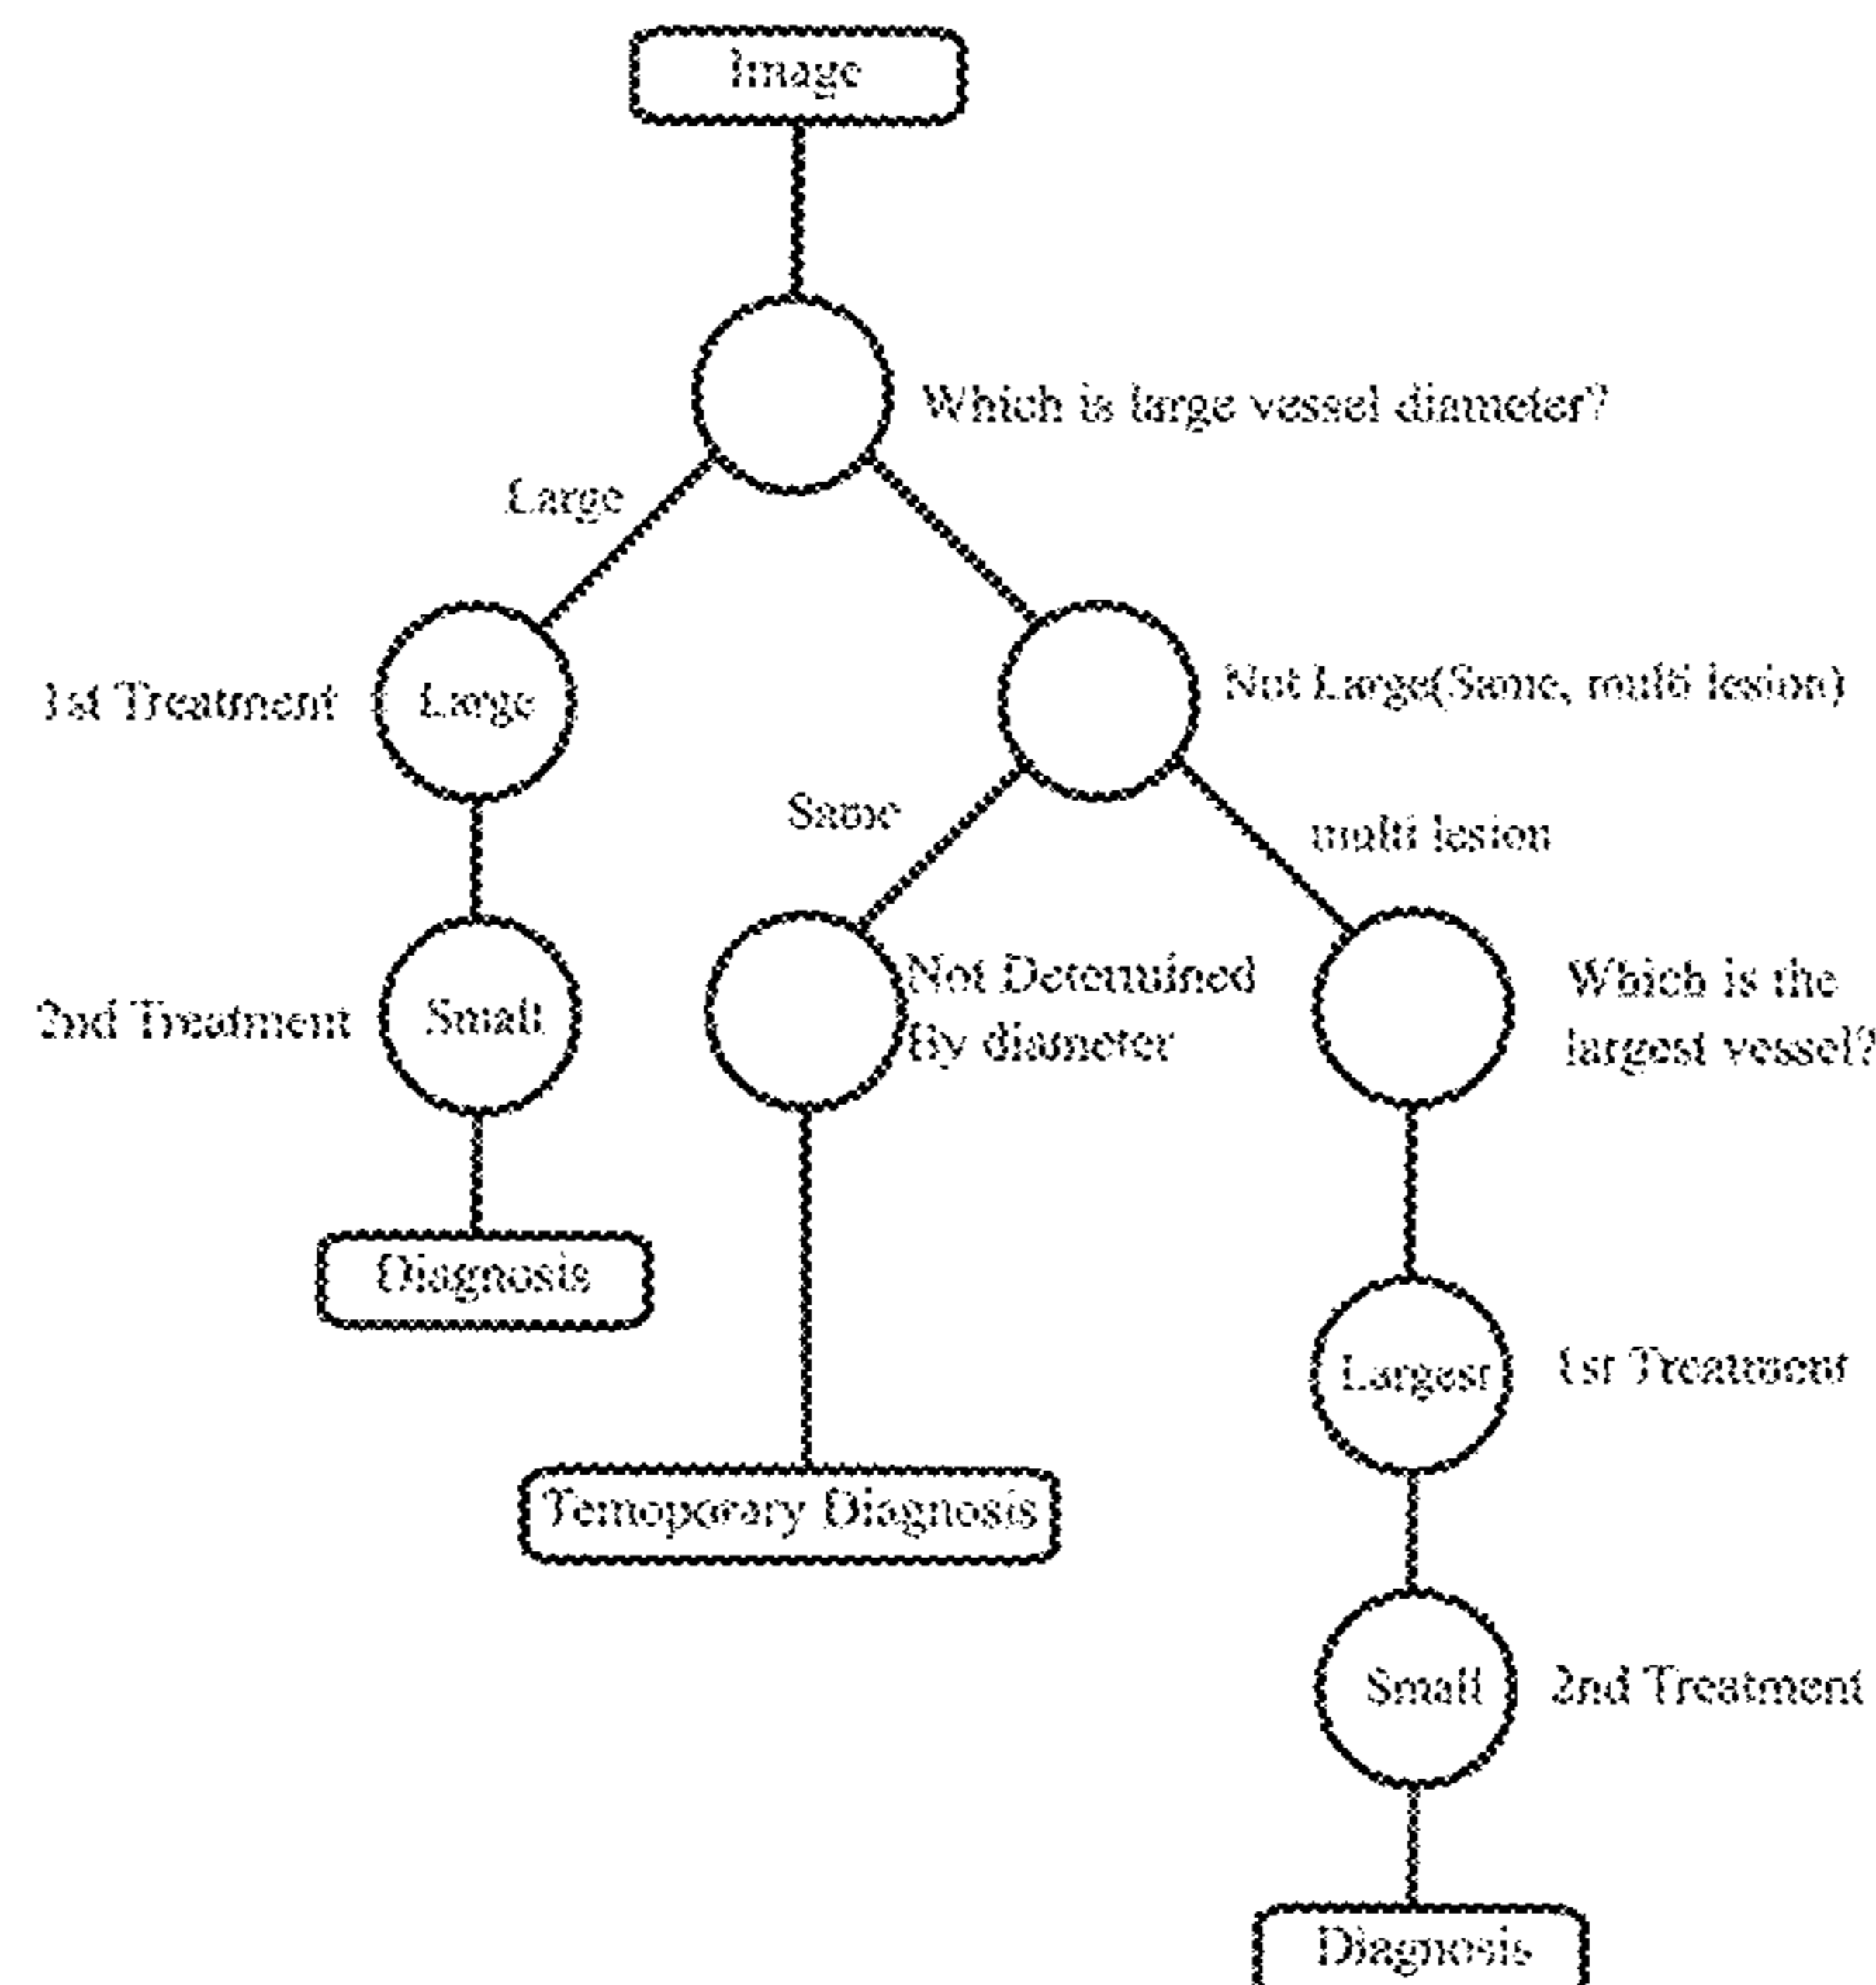 Image
Which is large vessel diameter?
Large
1st Treatment
Large
Not Large(Same, multi lesion)
Same
multi lesion
2nd Treatment
Small
Not Determined
By diameter
Which is the
largest vessel?
Diagnosis
Largest
1st Treatment
Temoporary Diagnosis
Small
2nd Treatment
Diagnosis